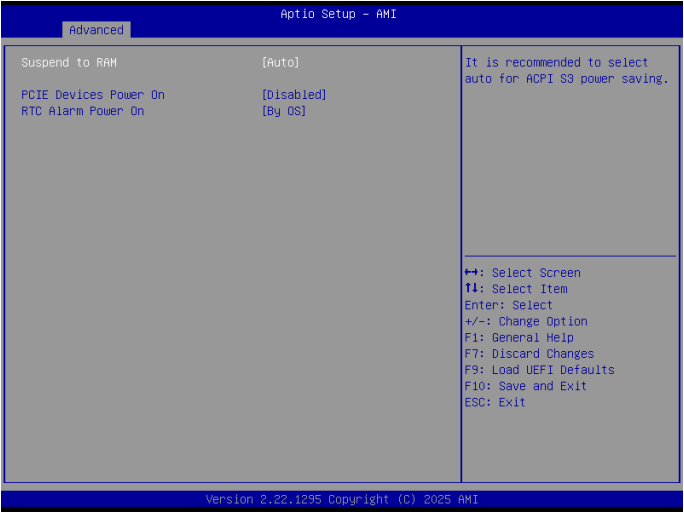 Aptio Setup – AMI
Advanced
Suspend to RAM [Auto]
PCIE Devices Power On [Disabled]
RTC Alarm Power On [By OS]
It is recommended to select
auto for ACPI S3 power saving.
↔: Select Screen
↑↓: Select Item
Enter: Select
+/-: Change Option
F1: General Help
F7: Discard Changes
F9: Load UEFI Defaults
F10: Save and Exit
ESC: Exit
Version 2.22.1295 Copyright (C) 2025 AMI